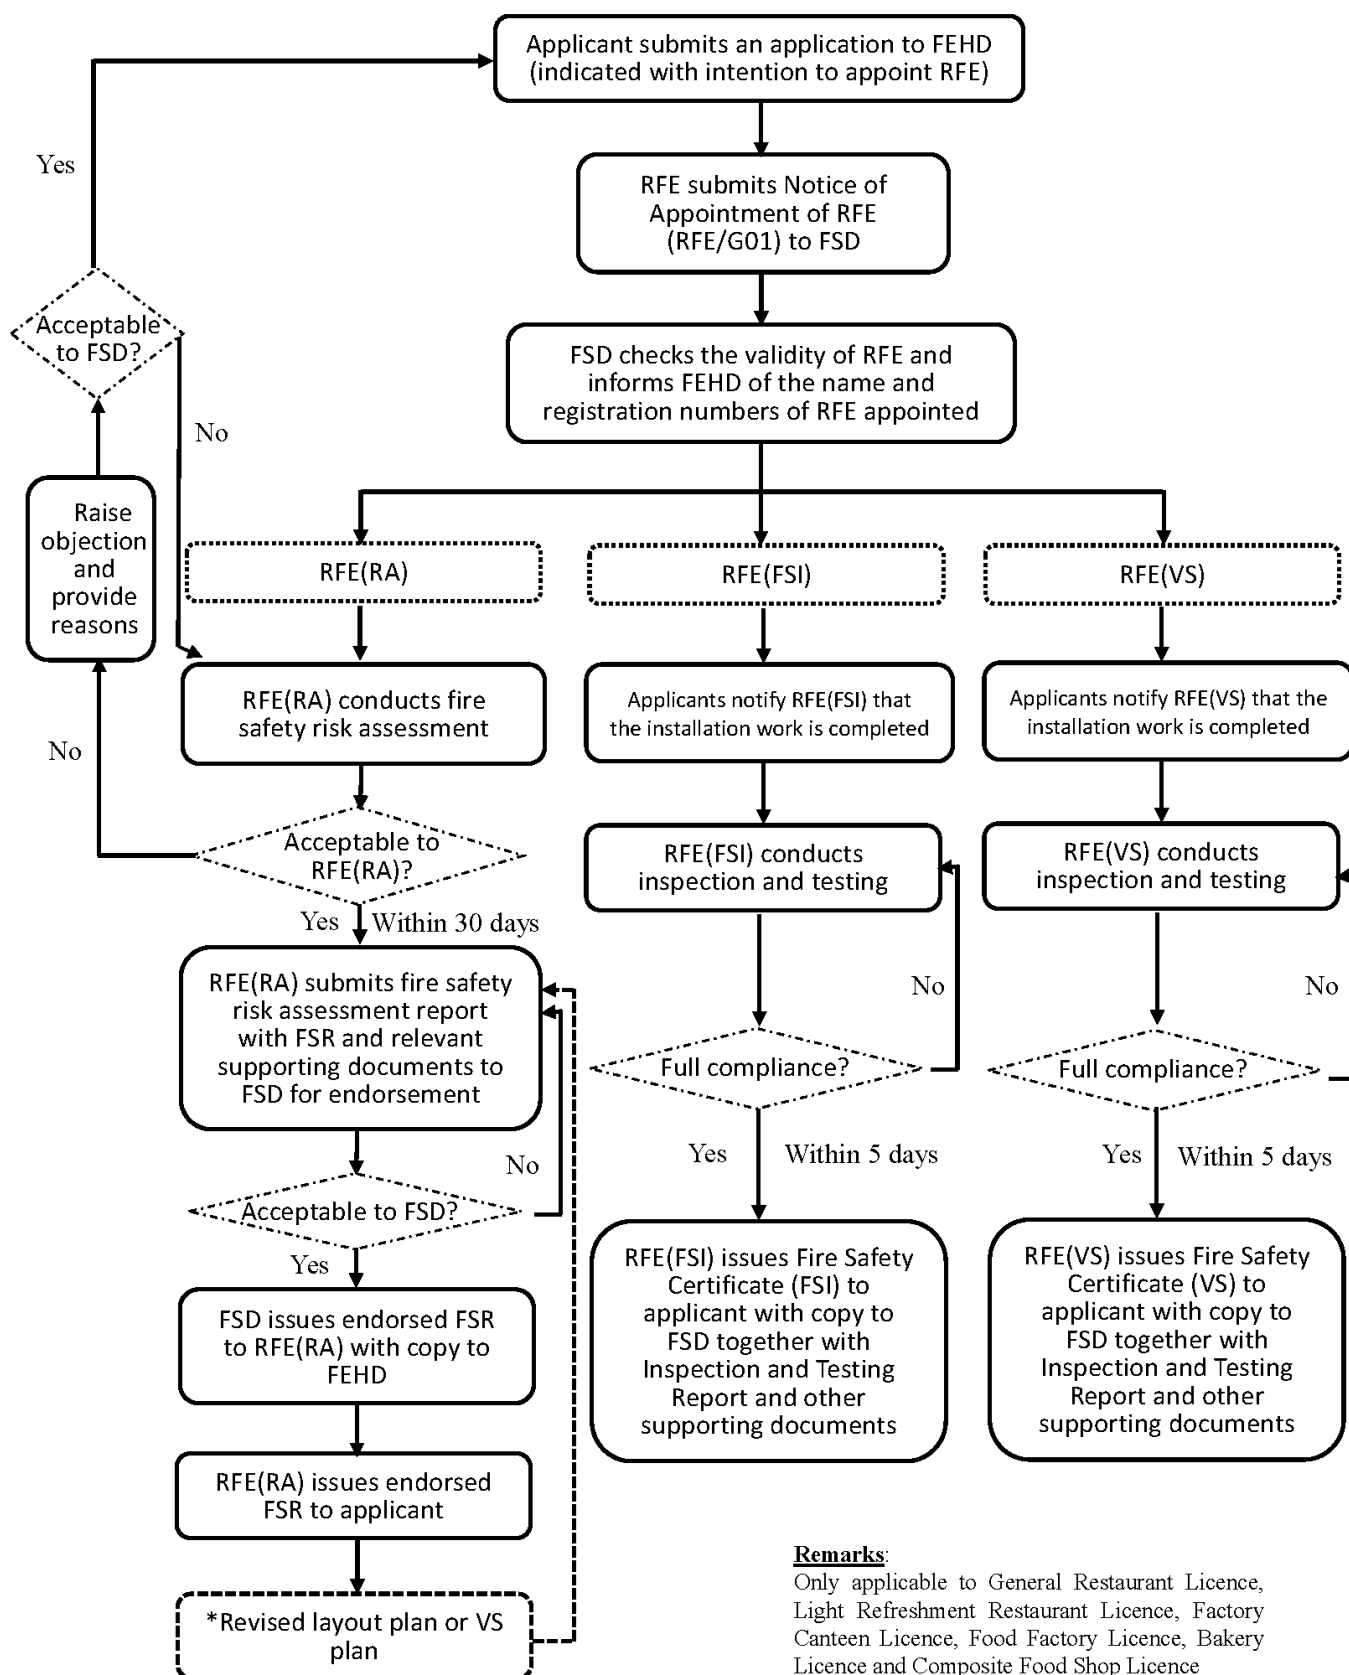 Applicant submits an application to FEHD
(indicated with intention to appoint RFE)
Yes
RFE submits Notice of
Appointment of RFE
(RFE/G01) to FSD
Acceptable
to FSD?
FSD checks the validity of RFE and
informs FEHD of the name and
registration numbers of RFE appointed
No
Raise
objection
and
provide
reasons
RFE(RA)
RFE(FSI)
RFE(VS)
RFE(RA) conducts fire
safety risk assessment
Applicants notify RFE(FSI) that
the installation work is completed
Applicants notify RFE(VS) that the
installation work is completed
No
Acceptable to
RFE(RA)?
RFE(FSI) conducts
inspection and testing
RFE(VS) conducts
inspection and testing
Yes
Within 30 days
RFE(RA) submits fire safety
risk assessment report
with FSR and relevant
supporting documents to
FSD for endorsement
No
No
Full compliance?
Full compliance?
Yes
Within 5 days
Yes
Within 5 days
No
Acceptable to FSD?
Yes
RFE(FSI) issues Fire Safety
Certificate (FSI) to
applicant with copy to
FSD together with
Inspection and Testing
Report and other
supporting documents
RFE(VS) issues Fire Safety
Certificate (VS) to
applicant with copy to
FSD together with
Inspection and Testing
Report and other
supporting documents
FSD issues endorsed FSR
to RFE(RA) with copy to
FEHD
RFE(RA) issues endorsed
FSR to applicant
*Revised layout plan or VS
plan
Remarks:
Only applicable to General Restaurant Licence,
Light Refreshment Restaurant Licence, Factory
Canteen Licence, Food Factory Licence, Bakery
Licence and Composite Food Shop Licence